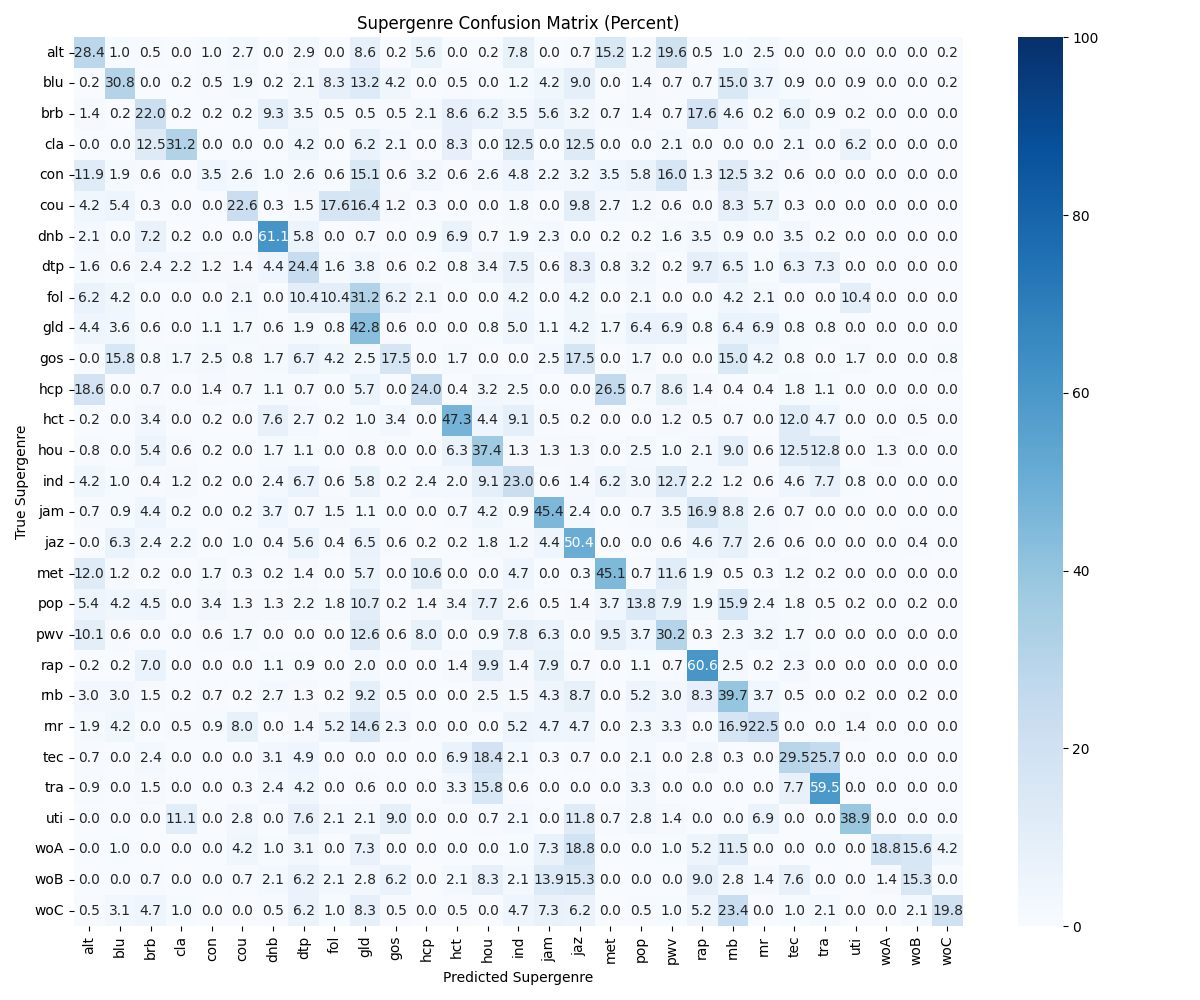 Supergenre Confusion Matrix (Percent)
True Supergenre
alt 28.4 1.0 0.5 0.0 1.0 2.7 0.0 2.9 0.0 8.6 0.2 5.6 0.0 0.2 7.8 0.0 0.7 15.2 1.2 19.6 0.5 1.0 2.5 0.0 0.0 0.0 0.0 0.0 0.2
blu 0.2 30.8 0.0 0.2 0.5 1.9 0.2 2.1 8.3 13.2 4.2 0.0 0.5 0.0 1.2 4.2 9.0 0.0 1.4 0.7 0.7 15.0 3.7 0.9 0.0 0.9 0.0 0.0 0.2
brb 1.4 0.2 22.0 0.2 0.2 0.2 9.3 3.5 0.5 0.5 0.5 2.1 8.6 6.2 3.5 5.6 3.2 0.7 1.4 0.7 17.6 4.6 0.2 6.0 0.9 0.2 0.0 0.0 0.0
cla 0.0 0.0 12.5 31.2 0.0 0.0 0.0 4.2 0.0 6.2 2.1 0.0 8.3 0.0 12.5 0.0 12.5 0.0 0.0 2.1 0.0 0.0 0.0 2.1 0.0 6.2 0.0 0.0 0.0
con 11.9 1.9 0.6 0.0 3.5 2.6 1.0 2.6 0.6 15.1 0.6 3.2 0.6 2.6 4.8 2.2 3.2 3.5 5.8 16.0 1.3 12.5 3.2 0.6 0.0 0.0 0.0 0.0 0.0
cou 4.2 5.4 0.3 0.0 0.0 22.6 0.3 1.5 17.6 16.4 1.2 0.3 0.0 0.0 1.8 0.0 9.8 2.7 1.2 0.6 0.0 8.3 5.7 0.3 0.0 0.0 0.0 0.0 0.0
dnb 2.1 0.0 7.2 0.2 0.0 0.0 61.1 5.8 0.0 0.7 0.0 0.9 6.9 0.7 1.9 2.3 0.0 0.2 0.2 1.6 3.5 0.9 0.0 3.5 0.2 0.0 0.0 0.0 0.0
dtp 1.6 0.6 2.4 2.2 1.2 1.4 4.4 24.4 1.6 3.8 0.6 0.2 0.8 3.4 7.5 0.6 8.3 0.8 3.2 0.2 9.7 6.5 1.0 6.3 7.3 0.0 0.0 0.0 0.0
fol 6.2 4.2 0.0 0.0 0.0 2.1 0.0 10.4 10.4 31.2 6.2 2.1 0.0 0.0 4.2 0.0 4.2 0.0 2.1 0.0 0.0 4.2 2.1 0.0 0.0 10.4 0.0 0.0 0.0
gld 4.4 3.6 0.6 0.0 1.1 1.7 0.6 1.9 0.8 42.8 0.6 0.0 0.0 0.8 5.0 1.1 4.2 1.7 6.4 6.9 0.8 6.4 6.9 0.8 0.8 0.0 0.0 0.0 0.0
gos 0.0 15.8 0.8 1.7 2.5 0.8 1.7 6.7 4.2 2.5 17.5 0.0 1.7 0.0 0.0 2.5 17.5 0.0 1.7 0.0 0.0 15.0 4.2 0.8 0.0 1.7 0.0 0.0 0.8
hcp 18.6 0.0 0.7 0.0 1.4 0.7 1.1 0.7 0.0 5.7 0.0 24.0 0.4 3.2 2.5 0.0 0.0 26.5 0.7 8.6 1.4 0.4 0.4 1.8 1.1 0.0 0.0 0.0 0.0
hct 0.2 0.0 3.4 0.0 0.2 0.0 7.6 2.7 0.2 1.0 3.4 0.0 47.3 4.4 9.1 0.5 0.2 0.0 0.0 1.2 0.5 0.7 0.0 12.0 4.7 0.0 0.0 0.5 0.0
hou 0.8 0.0 5.4 0.6 0.2 0.0 1.7 1.1 0.0 0.8 0.0 0.0 6.3 37.4 1.3 1.3 1.3 0.0 2.5 1.0 2.1 9.0 0.6 12.5 12.8 0.0 1.3 0.0 0.0
ind 4.2 1.0 0.4 1.2 0.2 0.0 2.4 6.7 0.6 5.8 0.2 2.4 2.0 9.1 23.0 0.6 1.4 6.2 3.0 12.7 2.2 1.2 0.6 4.6 7.7 0.8 0.0 0.0 0.0
jam 0.7 0.9 4.4 0.2 0.0 0.2 3.7 0.7 1.5 1.1 0.0 0.0 0.7 4.2 0.9 45.4 2.4 0.0 0.7 3.5 16.9 8.8 2.6 0.7 0.0 0.0 0.0 0.0 0.0
jaz 0.0 6.3 2.4 2.2 0.0 1.0 0.4 5.6 0.4 6.5 0.6 0.2 0.2 1.8 1.2 4.4 50.4 0.0 0.0 0.6 4.6 7.7 2.6 0.6 0.0 0.0 0.0 0.4 0.0
met 12.0 1.2 0.2 0.0 1.7 0.3 0.2 1.4 0.0 5.7 0.0 10.6 0.0 0.0 4.7 0.0 0.3 45.1 0.7 11.6 1.9 0.5 0.3 1.2 0.2 0.0 0.0 0.0 0.0
pop 5.4 4.2 4.5 0.0 3.4 1.3 1.3 2.2 1.8 10.7 0.2 1.4 3.4 7.7 2.6 0.5 1.4 3.7 13.8 7.9 1.9 15.9 2.4 1.8 0.5 0.2 0.0 0.2 0.0
pwv 10.1 0.6 0.0 0.0 0.6 1.7 0.0 0.0 0.0 12.6 0.6 8.0 0.0 0.9 7.8 6.3 0.0 9.5 3.7 30.2 0.3 2.3 3.2 1.7 0.0 0.0 0.0 0.0 0.0
rap 0.2 0.2 7.0 0.0 0.0 0.0 1.1 0.9 0.0 2.0 0.0 0.0 1.4 9.9 1.4 7.9 0.7 0.0 1.1 0.7 60.6 2.5 0.2 2.3 0.0 0.0 0.0 0.0 0.0
rnb 3.0 3.0 1.5 0.2 0.7 0.2 2.7 1.3 0.2 9.2 0.5 0.0 0.0 2.5 1.5 4.3 8.7 0.0 5.2 3.0 8.3 39.7 3.7 0.5 0.0 0.2 0.0 0.2 0.0
rnr 1.9 4.2 0.0 0.5 0.9 8.0 0.0 1.4 5.2 14.6 2.3 0.0 0.0 0.0 5.2 4.7 4.7 0.0 2.3 3.3 0.0 16.9 22.5 0.0 0.0 1.4 0.0 0.0 0.0
tec 0.7 0.0 2.4 0.0 0.0 0.0 3.1 4.9 0.0 0.0 0.0 0.0 6.9 18.4 2.1 0.3 0.7 0.0 2.1 0.0 2.8 0.3 0.0 29.5 25.7 0.0 0.0 0.0 0.0
tra 0.9 0.0 1.5 0.0 0.0 0.3 2.4 4.2 0.0 0.6 0.0 0.0 3.3 15.8 0.6 0.0 0.0 0.0 3.3 0.0 0.0 0.0 0.0 7.7 59.5 0.0 0.0 0.0 0.0
uti 0.0 0.0 0.0 11.1 0.0 2.8 0.0 7.6 2.1 2.1 9.0 0.0 0.0 0.7 2.1 0.0 11.8 0.7 2.8 1.4 0.0 0.0 6.9 0.0 0.0 38.9 0.0 0.0 0.0
woA 0.0 1.0 0.0 0.0 0.0 4.2 1.0 3.1 0.0 7.3 0.0 0.0 0.0 0.0 1.0 7.3 18.8 0.0 0.0 1.0 5.2 11.5 0.0 0.0 0.0 0.0 18.8 15.6 4.2
woB 0.0 0.0 0.7 0.0 0.0 0.7 2.1 6.2 2.1 2.8 6.2 0.0 2.1 8.3 2.1 13.9 15.3 0.0 0.0 0.0 9.0 2.8 1.4 7.6 0.0 0.0 1.4 15.3 0.0
woC 0.5 3.1 4.7 1.0 0.0 0.0 0.5 6.2 1.0 8.3 0.5 0.0 0.5 0.0 4.7 7.3 6.2 0.0 0.5 1.0 5.2 23.4 0.0 1.0 2.1 0.0 0.0 2.1 19.8
alt blu brb cla con cou dnb dtp fol gld gos hcp hct hou ind jam jaz met pop pwv rap rnb rnr tec tra uti woA woB woC
Predicted Supergenre
100
80
60
40
20
0